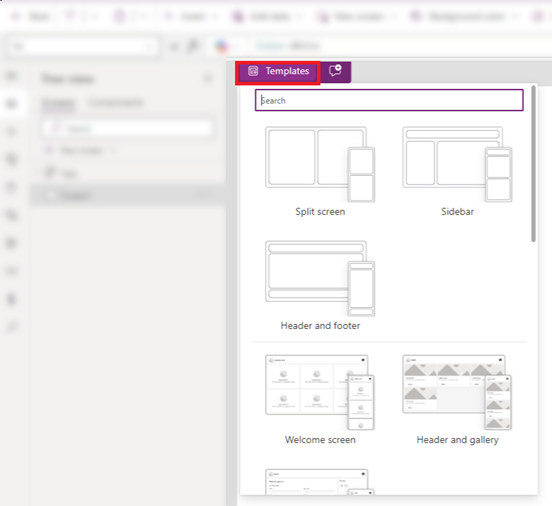 Back
Insert
Add data
New screen
Background color
Tree view
Screens
Components
Search
New screen
App
Templates
Search
Split screen
Sidebar
Header and footer
Welcome screen
Header and gallery